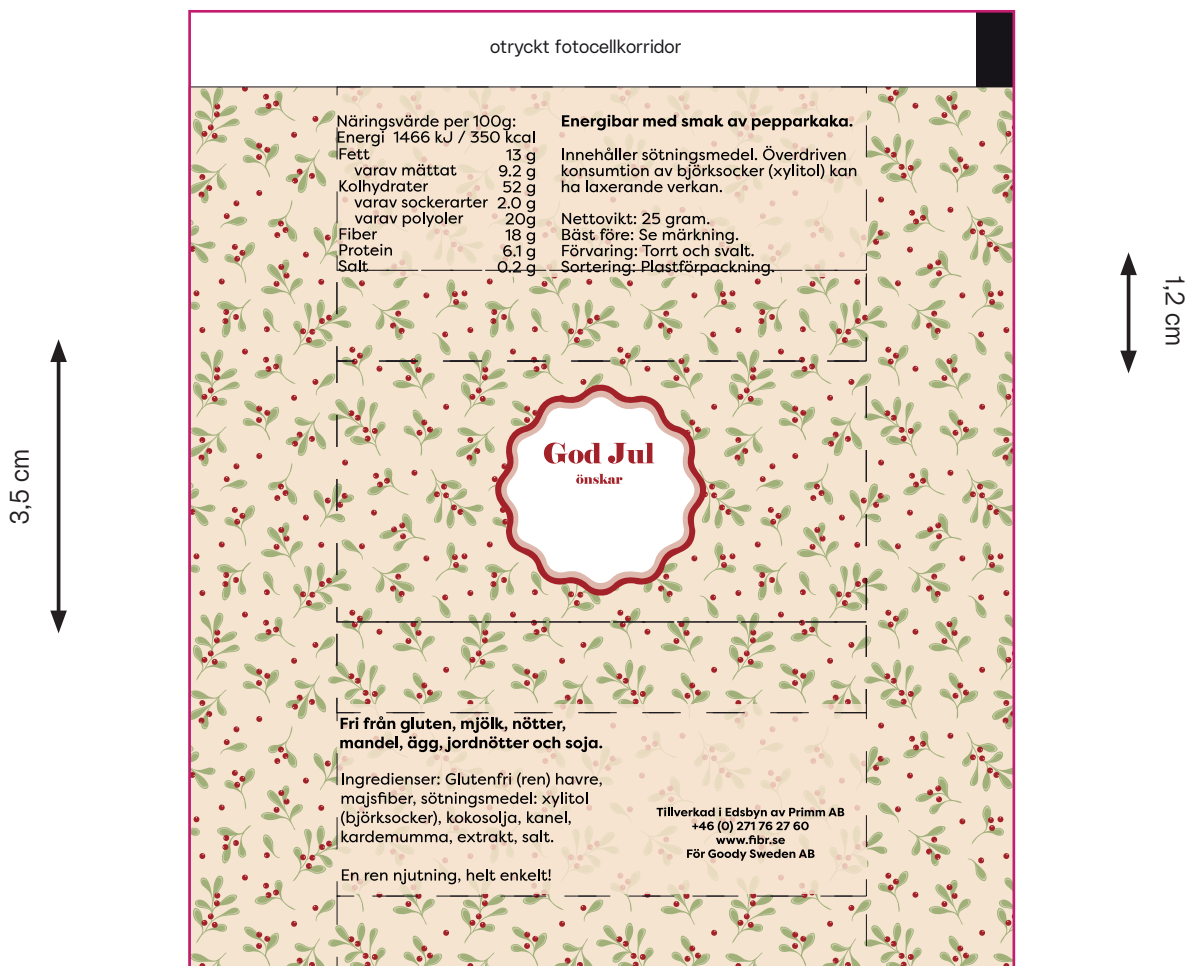 otryckt fotocellkorridor
Näringsvärde per 100g:
Energi 1466 kJ / 350 kcal
Fett 13 g
varav mättat 9.2 g
Kolhydrater 52 g
varav sockerarter 2.0 g
varav polyoler 20g
Fiber 18 g
Protein 6.1 g
Salt 0.2 g
Energibar med smak av pepparkaka.
Innehåller sötningsmedel. Överdriven
konsumtion av björksocker (xylitol) kan
ha laxerande verkan.
Nettovikt: 25 gram.
Bäst före: Se märkning.
Förvaring: Torrt och svalt.
Sortering: Plastförpackning.
1,2 cm
3,5 cm
God Jul
önskar
Fri från gluten, mjölk, nötter,
mandel, ägg, jordnötter och soja.
Ingredienser: Glutenfri (ren) havre,
majsfiber, sötningsmedel: xylitol
(björksocker), kokosolja, kanel,
kardemumma, extrakt, salt.
En ren njutning, helt enkelt!
Tillverkad i Edsbyn av Primm AB
+46 (0) 271 76 27 60
www.fibr.se
För Goody Sweden AB